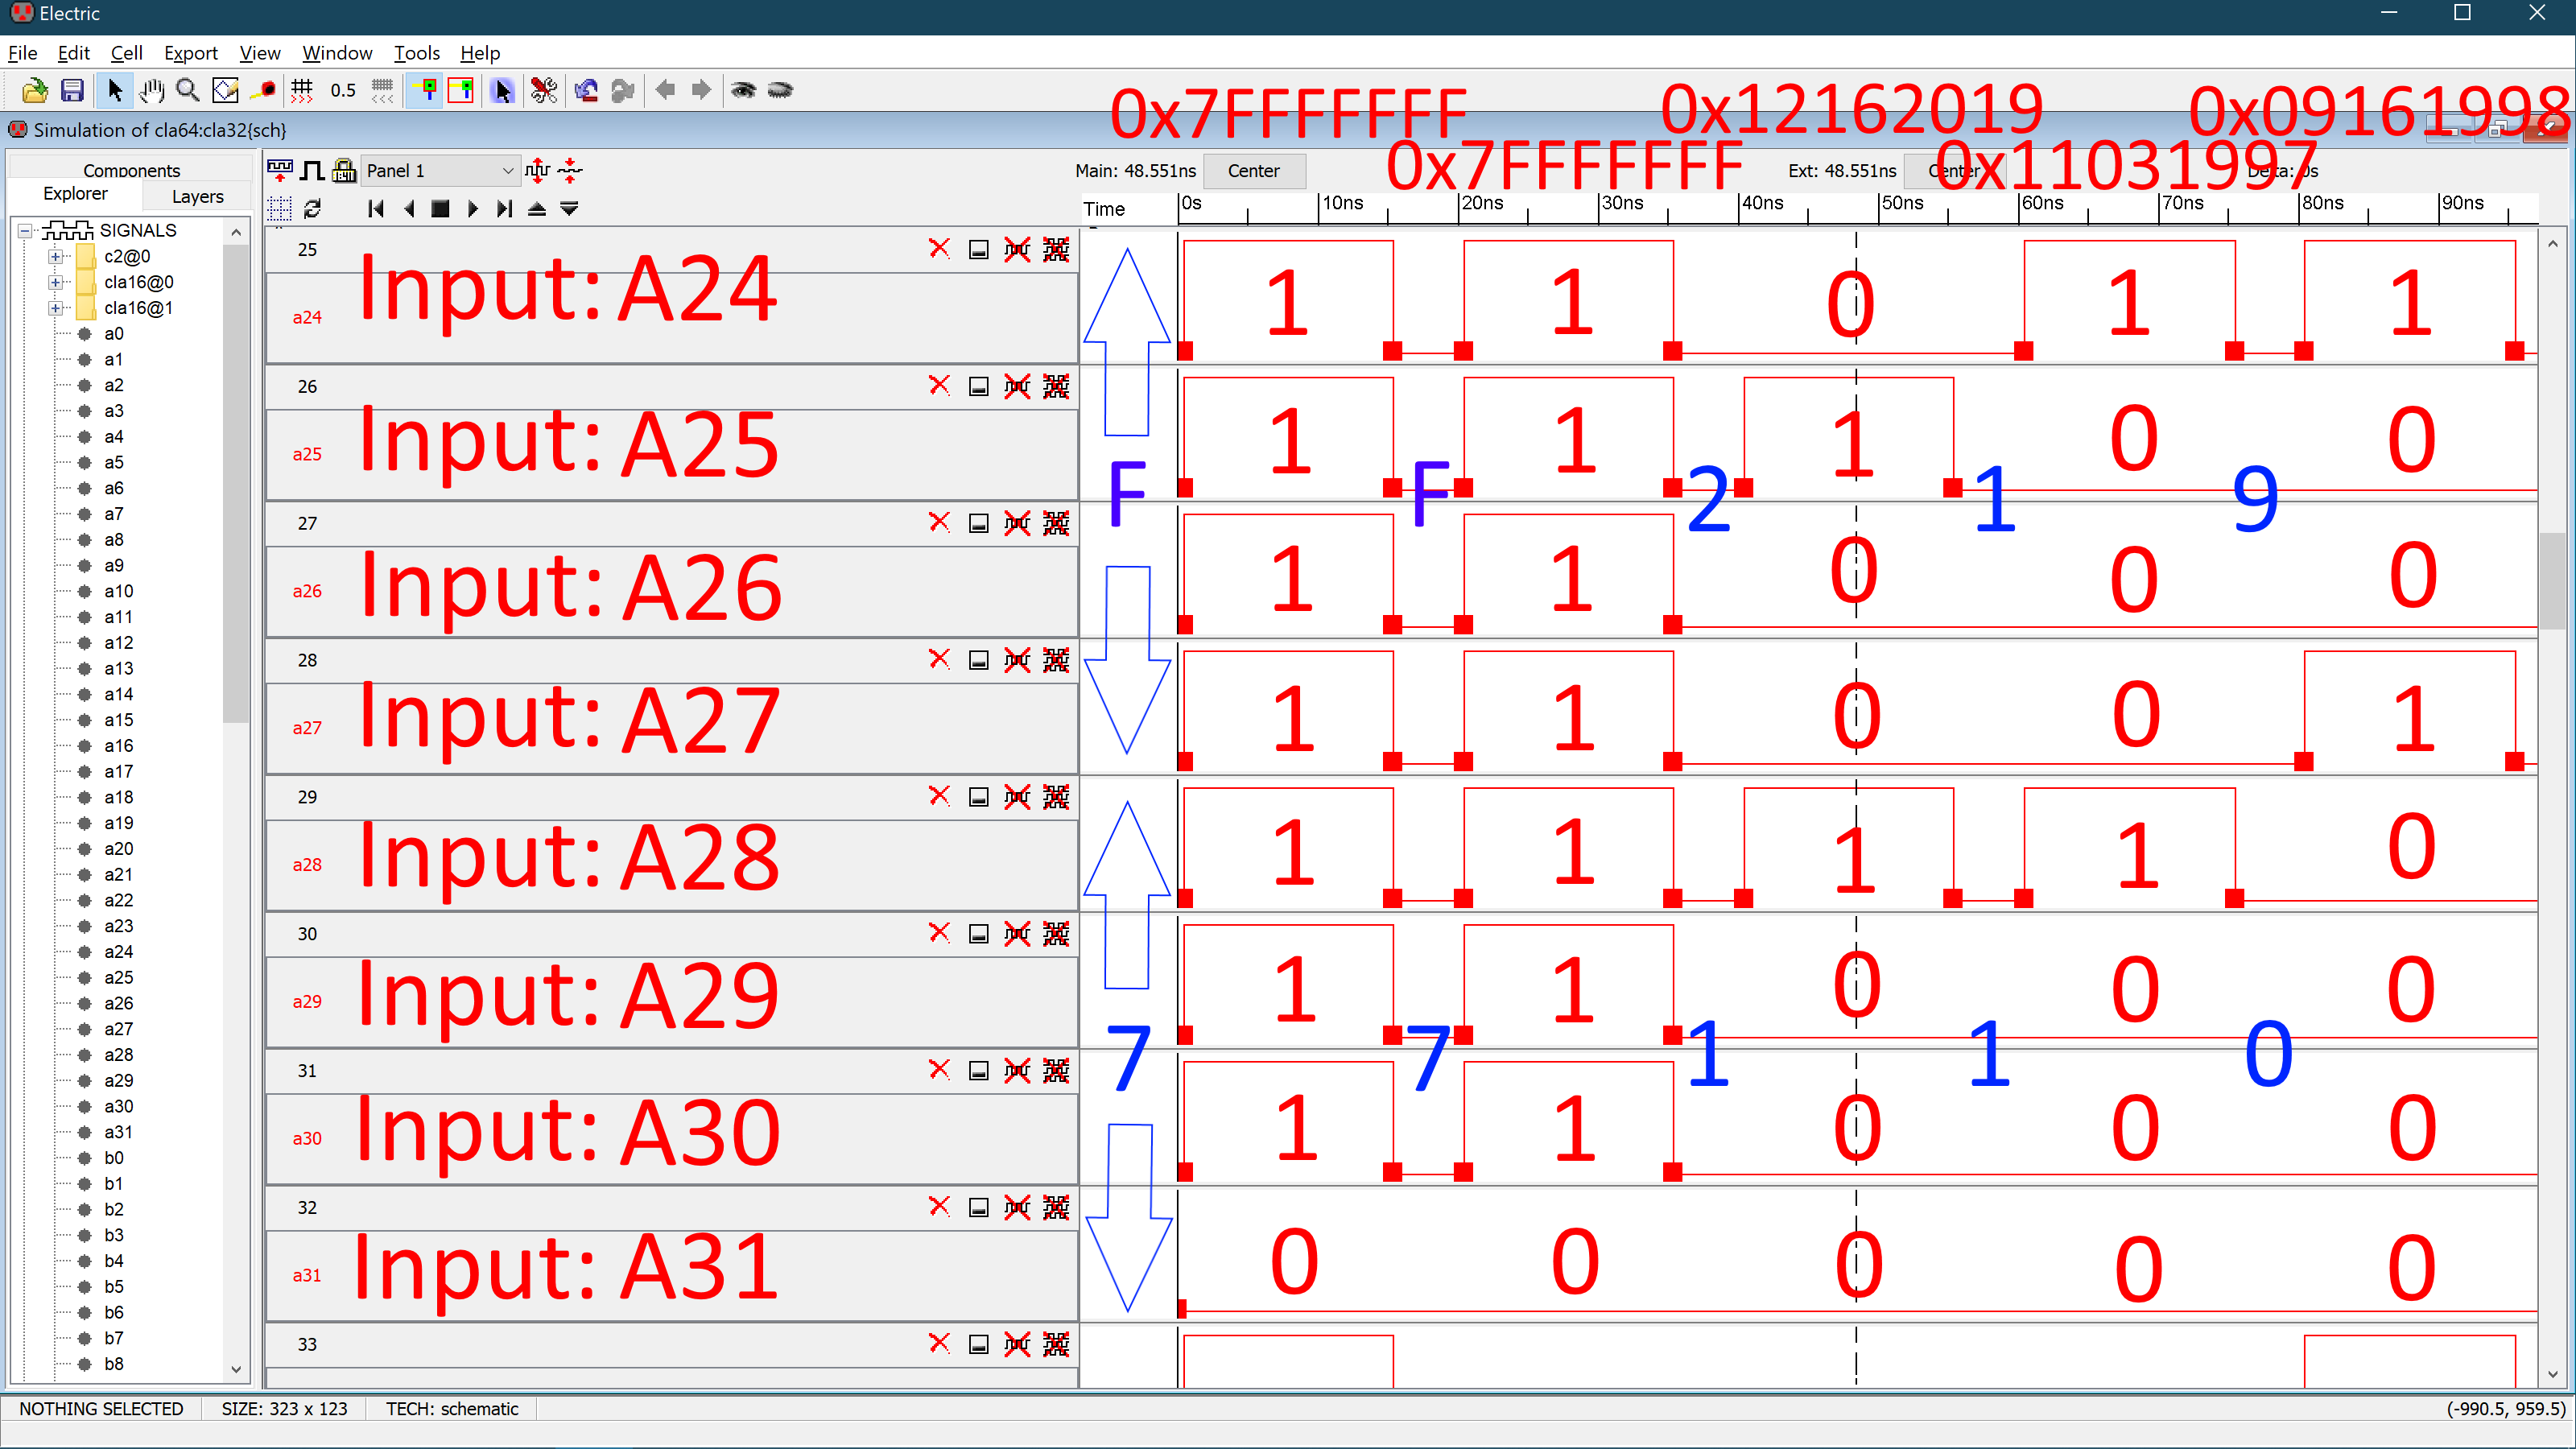 Electric
File Edit Cell Export View Window Tools Help
0.5
0x7FFFFFFF 0x12162019 0x09161998
Simulation of cla64:cla32{sch}
0x7FFFFFFF 0x11031997
Components
Explorer Layers
Panel 1
Main: 48.551ns Center Ext: 48.551ns Center Delta: 0s
Time 0s 10ns 20ns 30ns 40ns 50ns 60ns 70ns 80ns 90ns
SIGNALS
c2@0
cla16@0
cla16@1
a0
a1
a2
a3
a4
a5
a6
a7
a8
a9
a10
a11
a12
a13
a14
a15
a16
a17
a18
a19
a20
a21
a22
a23
a24
a25
a26
a27
a28
a29
a30
a31
b0
b1
b2
b3
b4
b5
b6
b7
b8
25
a24 Input: A24 1 1 0 1 1
26
a25 Input: A25 1 1 1 0 0
F F 2 1 9
27
a26 Input: A26 1 1 0 0 0
28
a27 Input: A27 1 1 0 0 1
29
a28 Input: A28 1 1 1 1 0
30
a29 Input: A29 1 1 0 0 0
7 7 1 1 0
31
a30 Input: A30 1 1 0 0 0
32
a31 Input: A31 0 0 0 0 0
33
NOTHING SELECTED SIZE: 323 x 123 TECH: schematic (-990.5, 959.5)